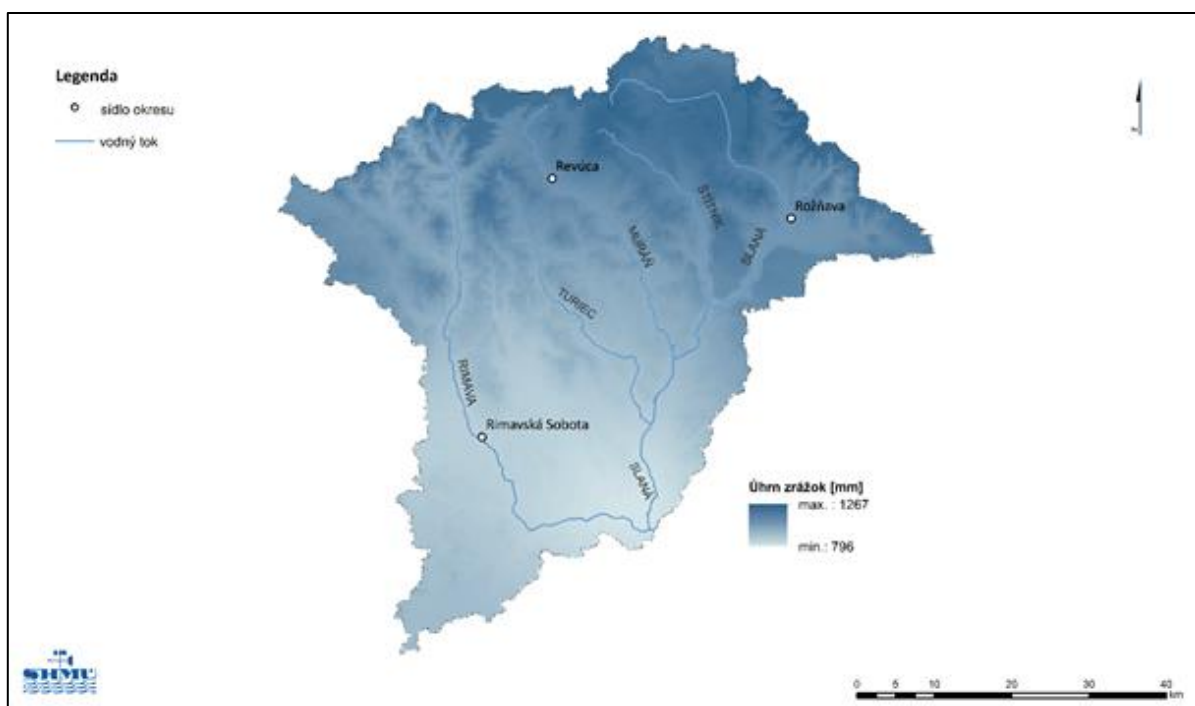 Legenda
sídlo okresu
vodný tok
Revúca
Rožňava
ŠTÍTNIK
SLANÁ
MURÁŇ
TURIEC
RIMAVA
Rimavská Sobota
SLANÁ
Úhrn zrážok [mm]
max. : 1267
min.: 796
SHMÚ
0 5 10 20 30 40
km